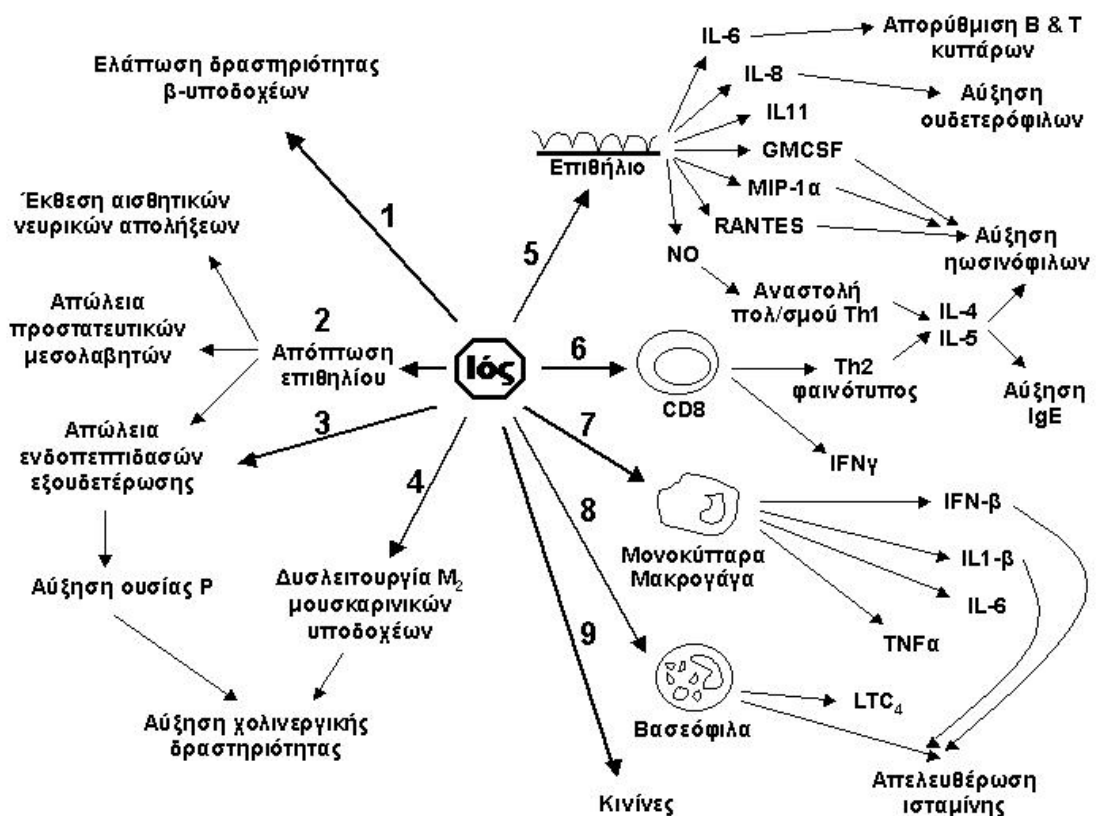 Ελάττωση δραστηριότητας
β-υποδοχέων
1
Έκθεση αισθητικών
νευρικών απολήξεων
Απώλεια
προστατευτικών
μεσολαβητών
2
Απόπτωση
επιθηλίου
Ιός
3
Απώλεια
ενδοπεπτιδασών
εξουδετέρωσης
Αύξηση ουσίας P
4
Δυσλειτουργία M2
μουσκαρινικών
υποδοχέων
Αύξηση χολινεργικής
δραστηριότητας
5
Επιθήλιο
IL-6
Απορύθμιση B & T
κυττάρων
IL-8
Αύξηση
ουδετερόφιλων
IL11
GMCSF
MIP-1α
RANTES
NO
Αύξηση
ηωσινόφιλων
Αναστολή
πολ/σμού Th1
IL-4
IL-5
6
CD8
Th2
φαινότυπος
Αύξηση
IgE
IFNγ
7
Μονοκύτταρα
Μακρογάγα
IFN-β
IL1-β
IL-6
TNFα
8
Βασεόφιλα
LTC4
Απελευθέρωση
ισταμίνης
9
Κινίνες